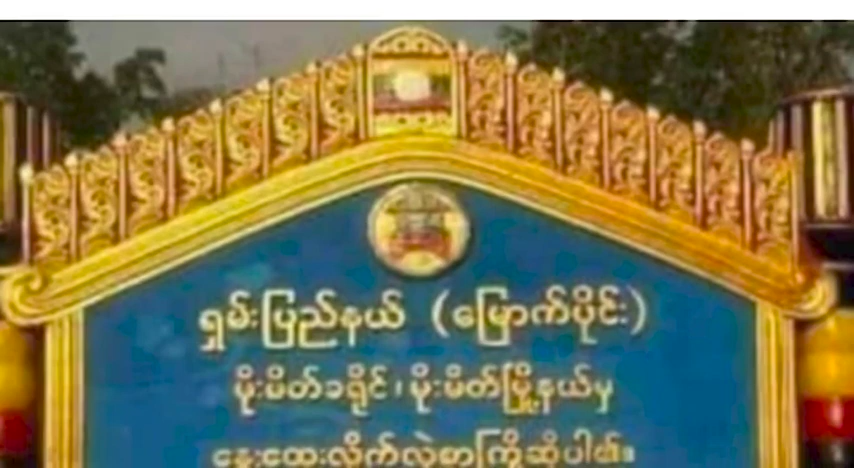 ရှမ်းပြည်နယ် (မြောက်ပိုင်း)
မိုးမိတ်ခရိုင်၊ မိုးမိတ်မြို့နယ်မှ
နွေးထွေးလှိုက်လှဲစွာကြိုဆိုပါ၏။